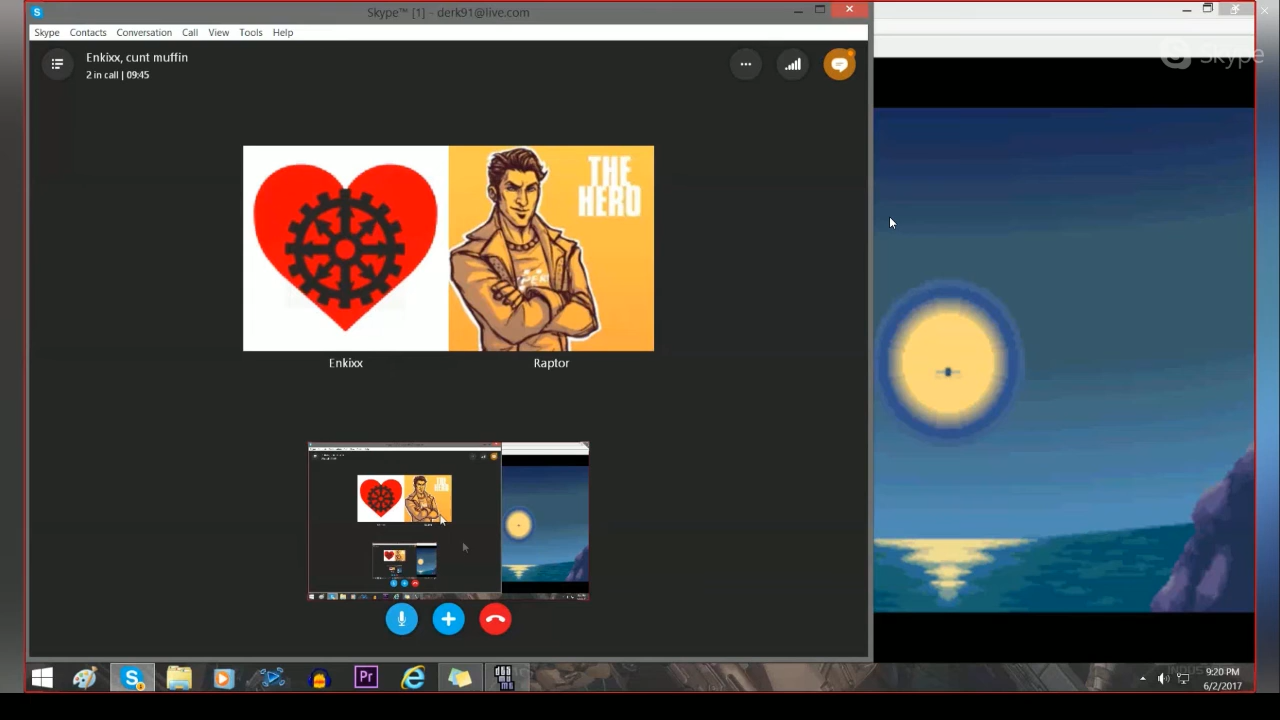 Skype™ [1] - derk91@live.com
Skype
Skype Contacts Conversation Call View Tools Help
Enkixx, cunt muffin
2 in call | 09:45
THE
HERO
Enkixx
Raptor
9:20 PM
6/2/2017